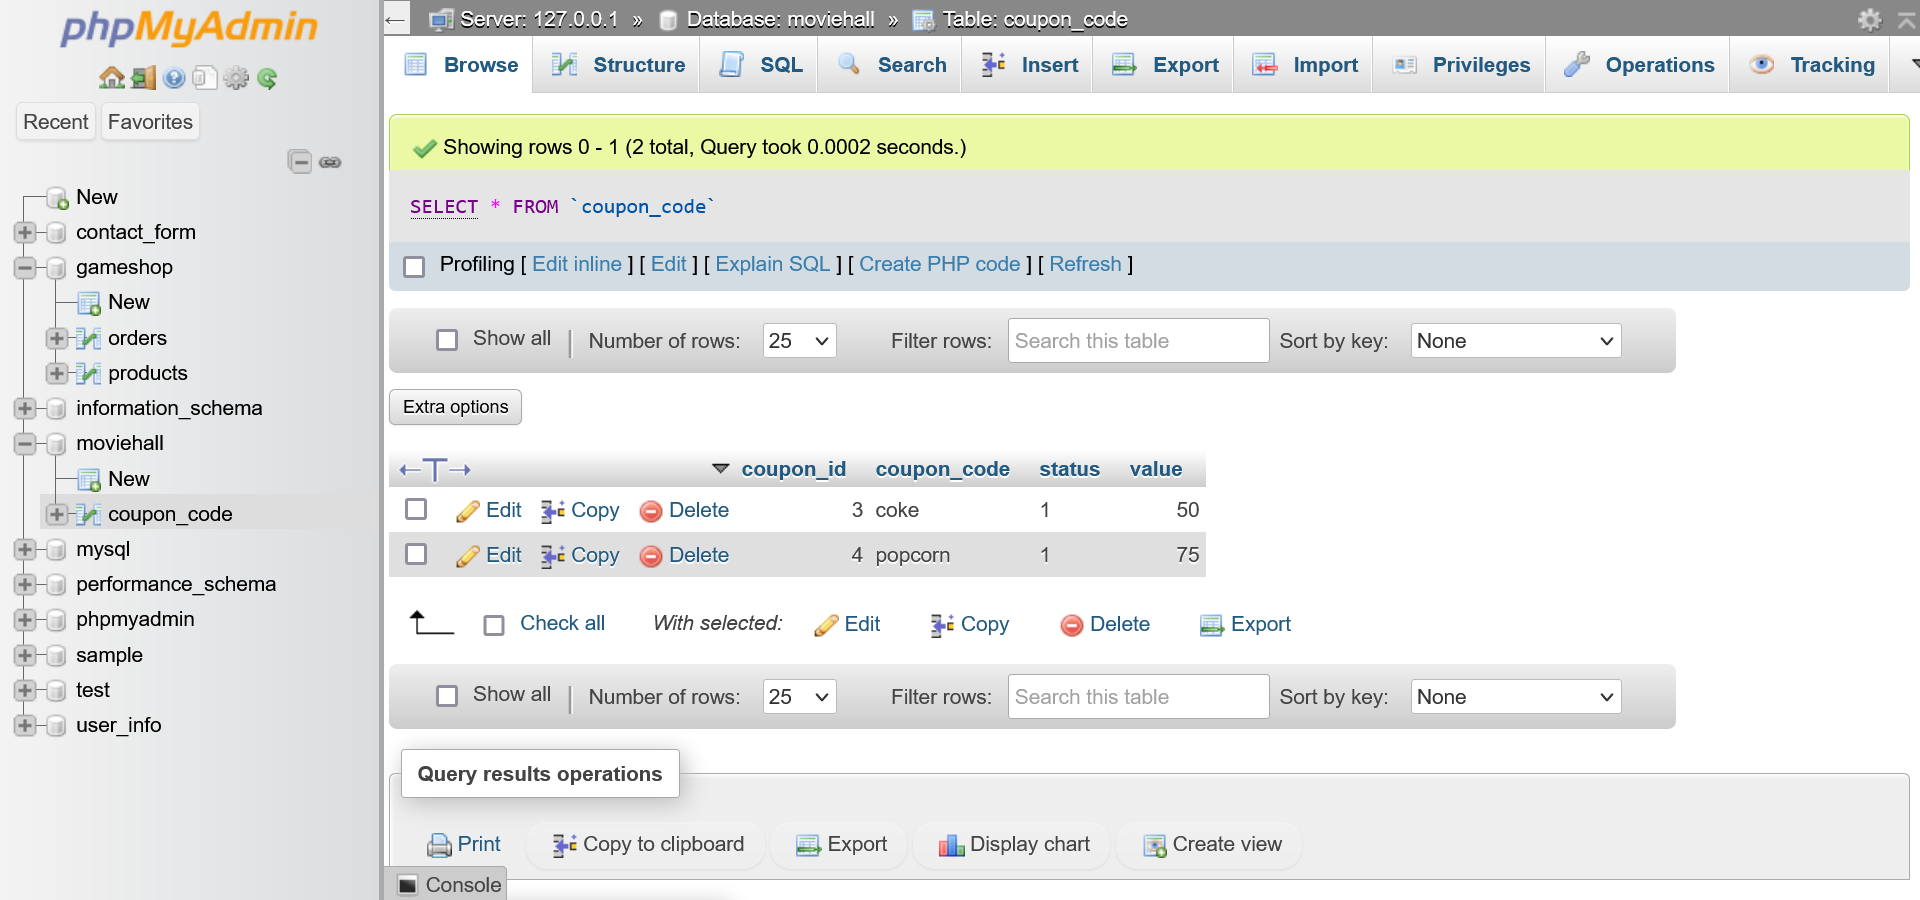 phpMyAdmin
Recent Favorites
New
contact_form
gameshop
New
orders
products
information_schema
moviehall
New
coupon_code
mysql
performance_schema
phpmyadmin
sample
test
user_info
Server: 127.0.0.1 » Database: moviehall » Table: coupon_code
Browse Structure SQL Search Insert Export Import Privileges Operations Tracking
Showing rows 0 - 1 (2 total, Query took 0.0002 seconds.)
SELECT * FROM `coupon_code`
Profiling [ Edit inline ] [ Edit ] [ Explain SQL ] [ Create PHP code ] [ Refresh ]
Show all | Number of rows: 25 Filter rows: Search this table Sort by key: None
Extra options
←T→ coupon_id coupon_code status value
Edit Copy Delete 3 coke 1 50
Edit Copy Delete 4 popcorn 1 75
Check all With selected: Edit Copy Delete Export
Show all | Number of rows: 25 Filter rows: Search this table Sort by key: None
Query results operations
Print Copy to clipboard Export Display chart Create view
Console